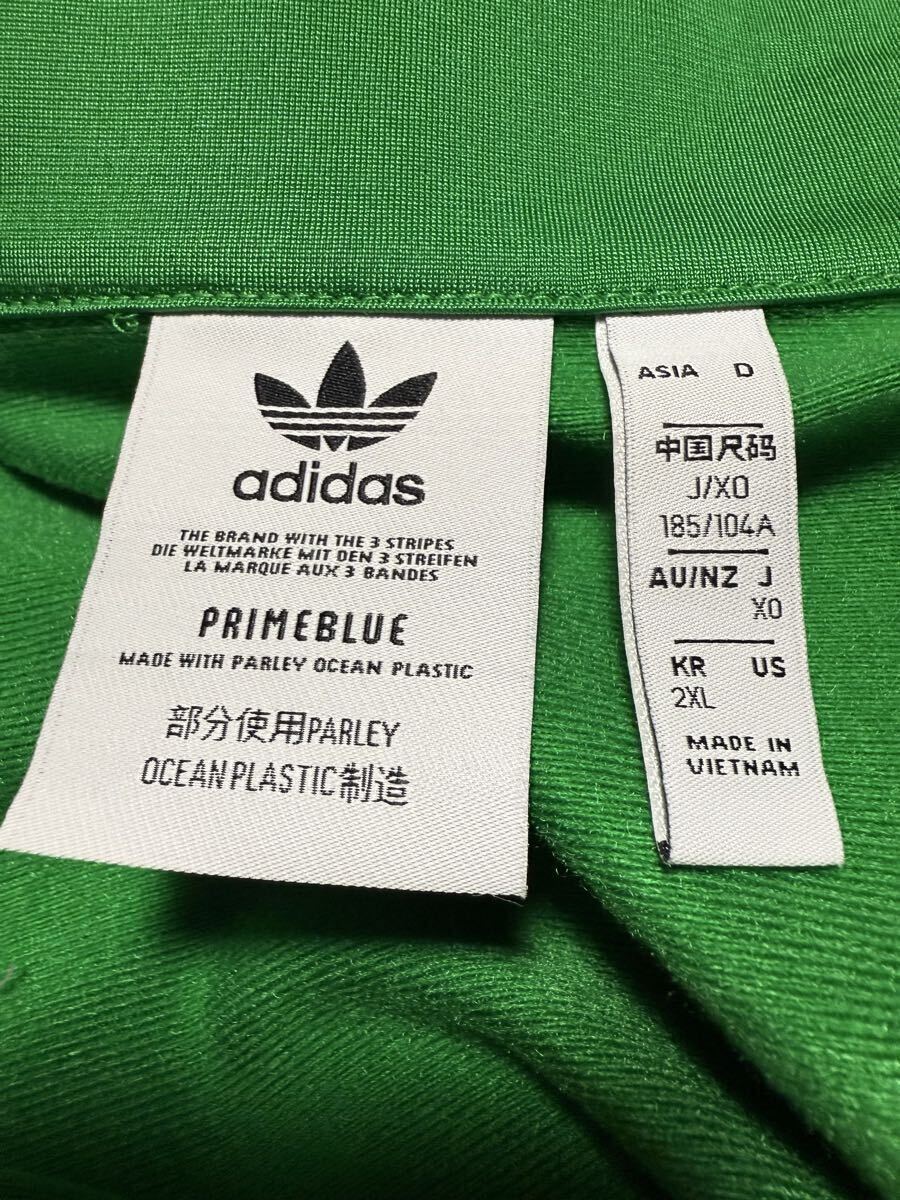 adidas
THE BRAND WITH THE 3 STRIPES
DIE WELTMARKE MIT DEN 3 STREIFEN
LA MARQUE AUX 3 BANDES
PRIMEBLUE
MADE WITH PARLEY OCEAN PLASTIC
部分使用PARLEY
OCEAN PLASTIC制造
ASIA D
中国尺码
J/XO
185/104A
AU/NZ J
XO
KR US
2XL
MADE IN
VIETNAM